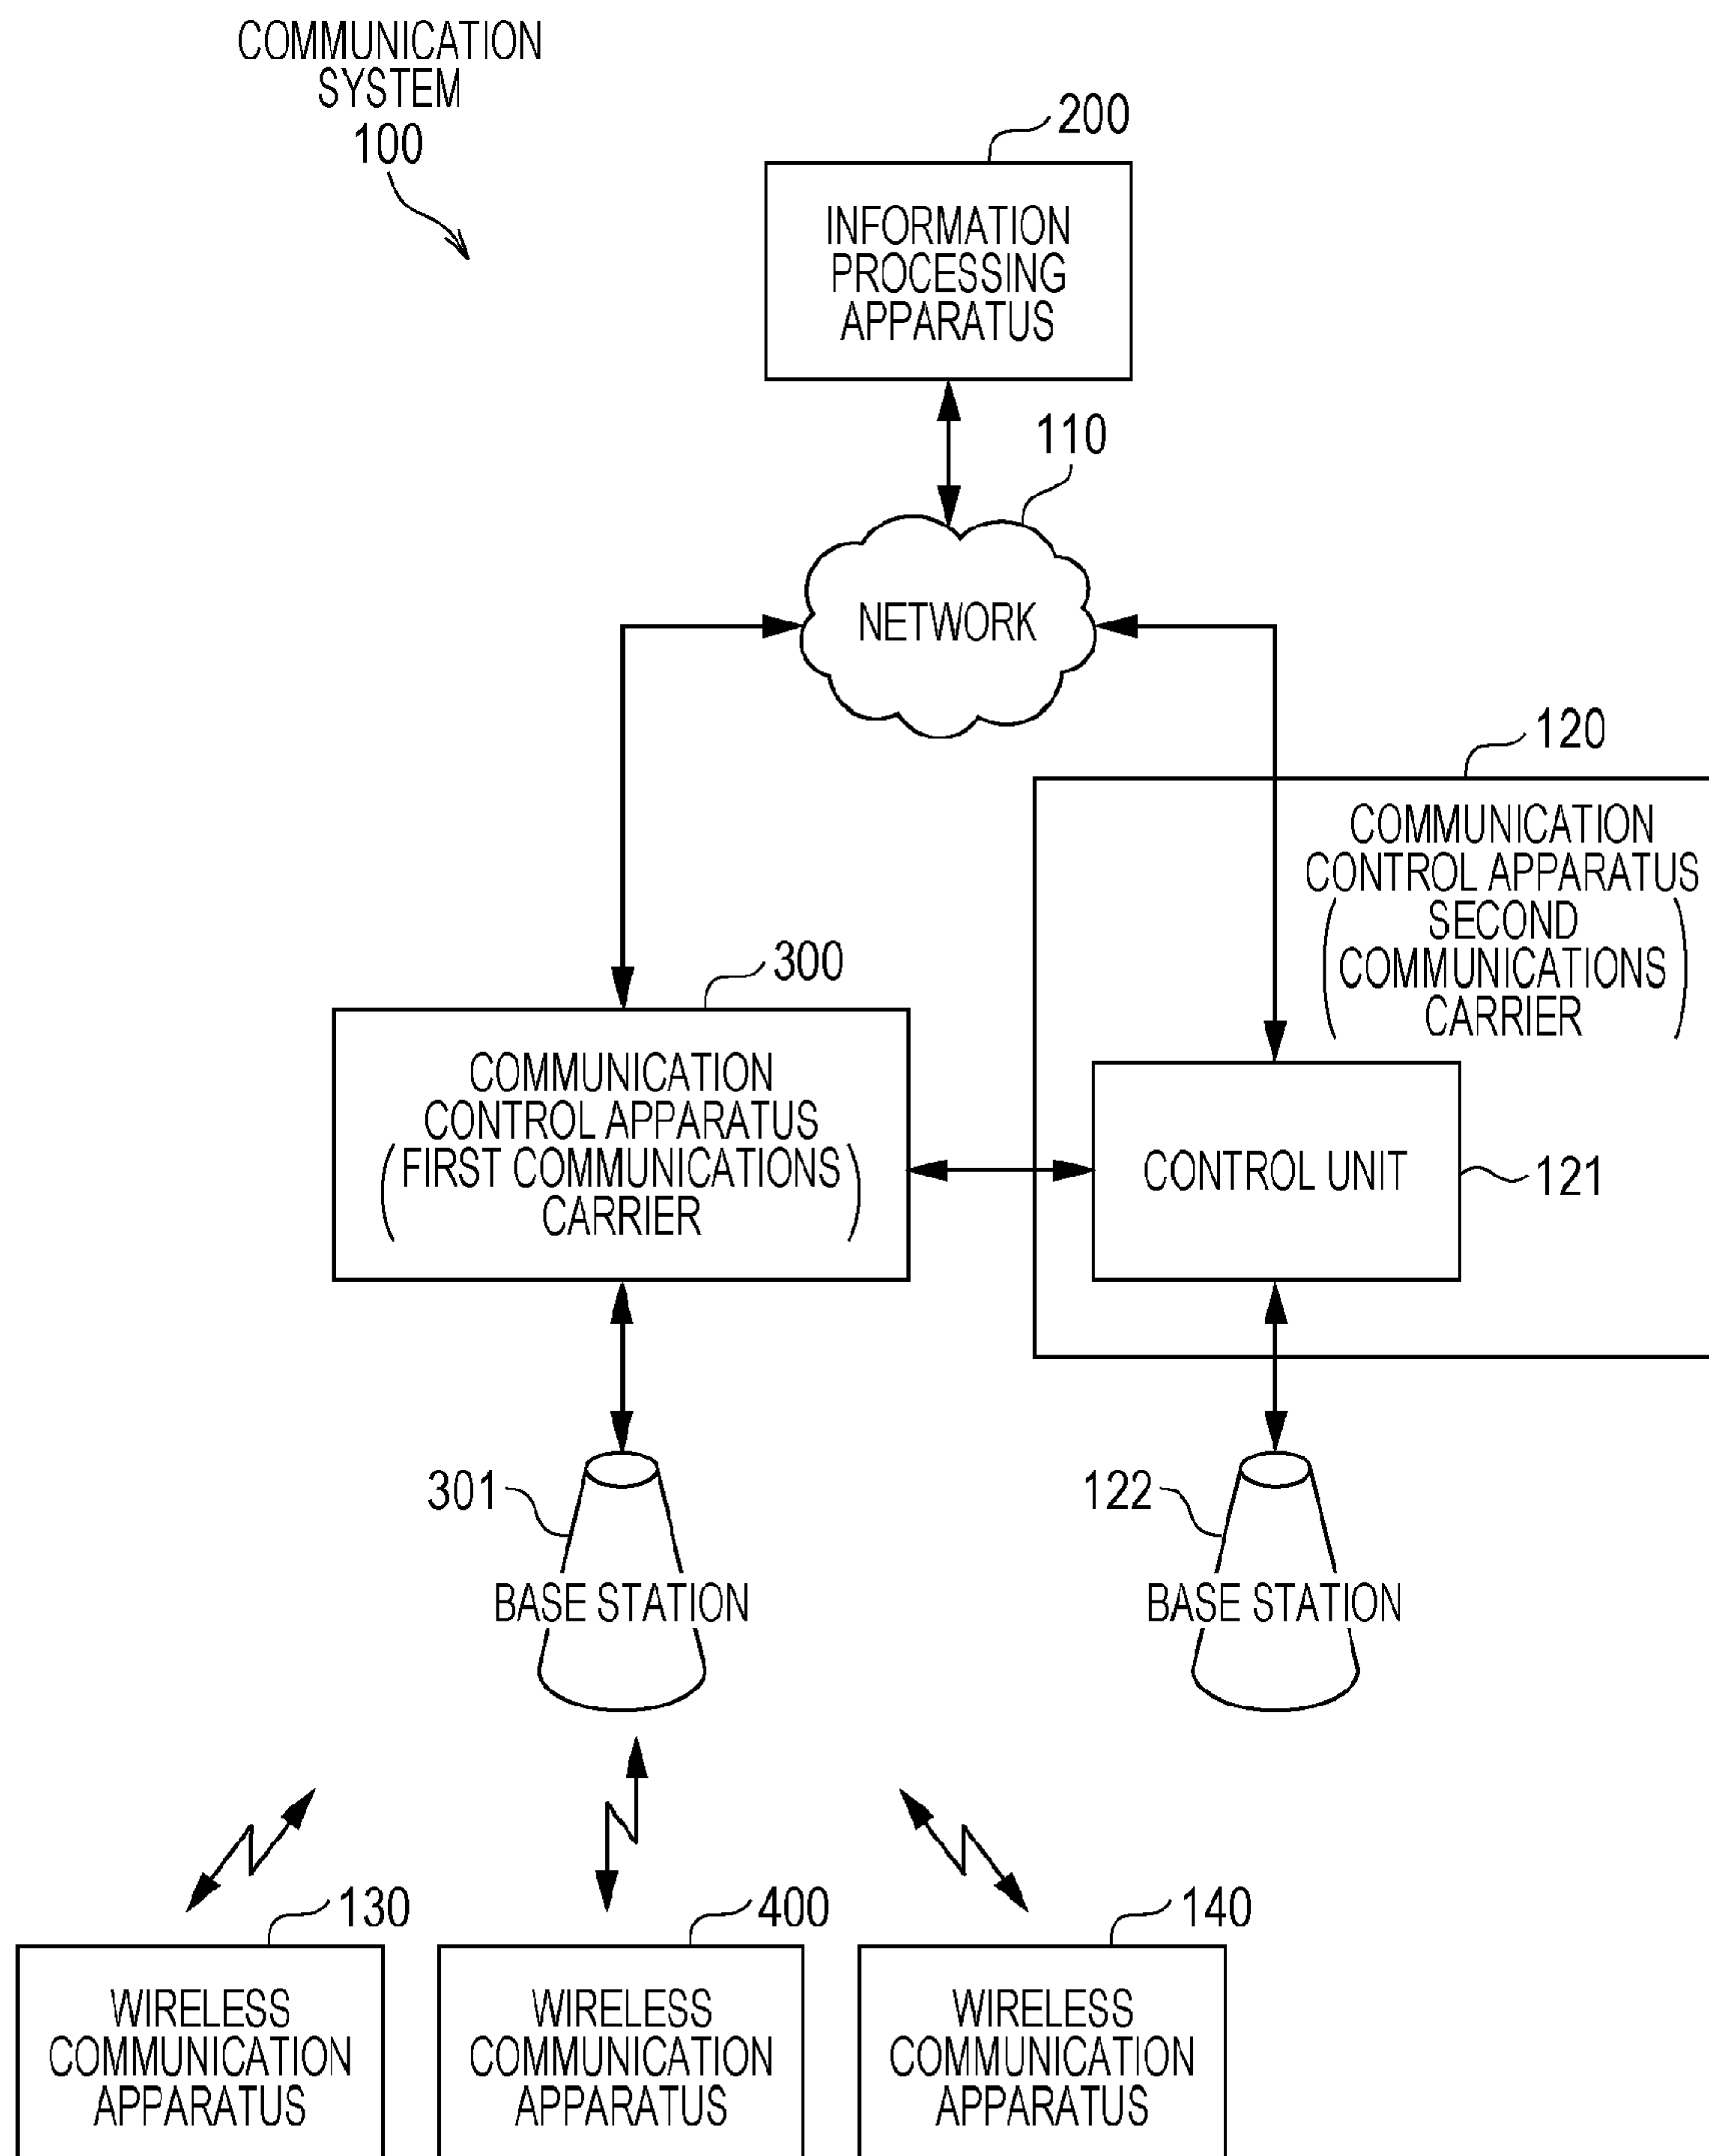 COMMUNICATION
SYSTEM
100
200
INFORMATION
PROCESSING
APPARATUS
110
NETWORK
120
COMMUNICATION
CONTROL APPARATUS
(SECOND
COMMUNICATIONS
CARRIER)
300
COMMUNICATION
CONTROL APPARATUS
(FIRST COMMUNICATIONS
CARRIER)
CONTROL UNIT
121
301
BASE STATION
122
BASE STATION
130
WIRELESS
COMMUNICATION
APPARATUS
400
WIRELESS
COMMUNICATION
APPARATUS
140
WIRELESS
COMMUNICATION
APPARATUS